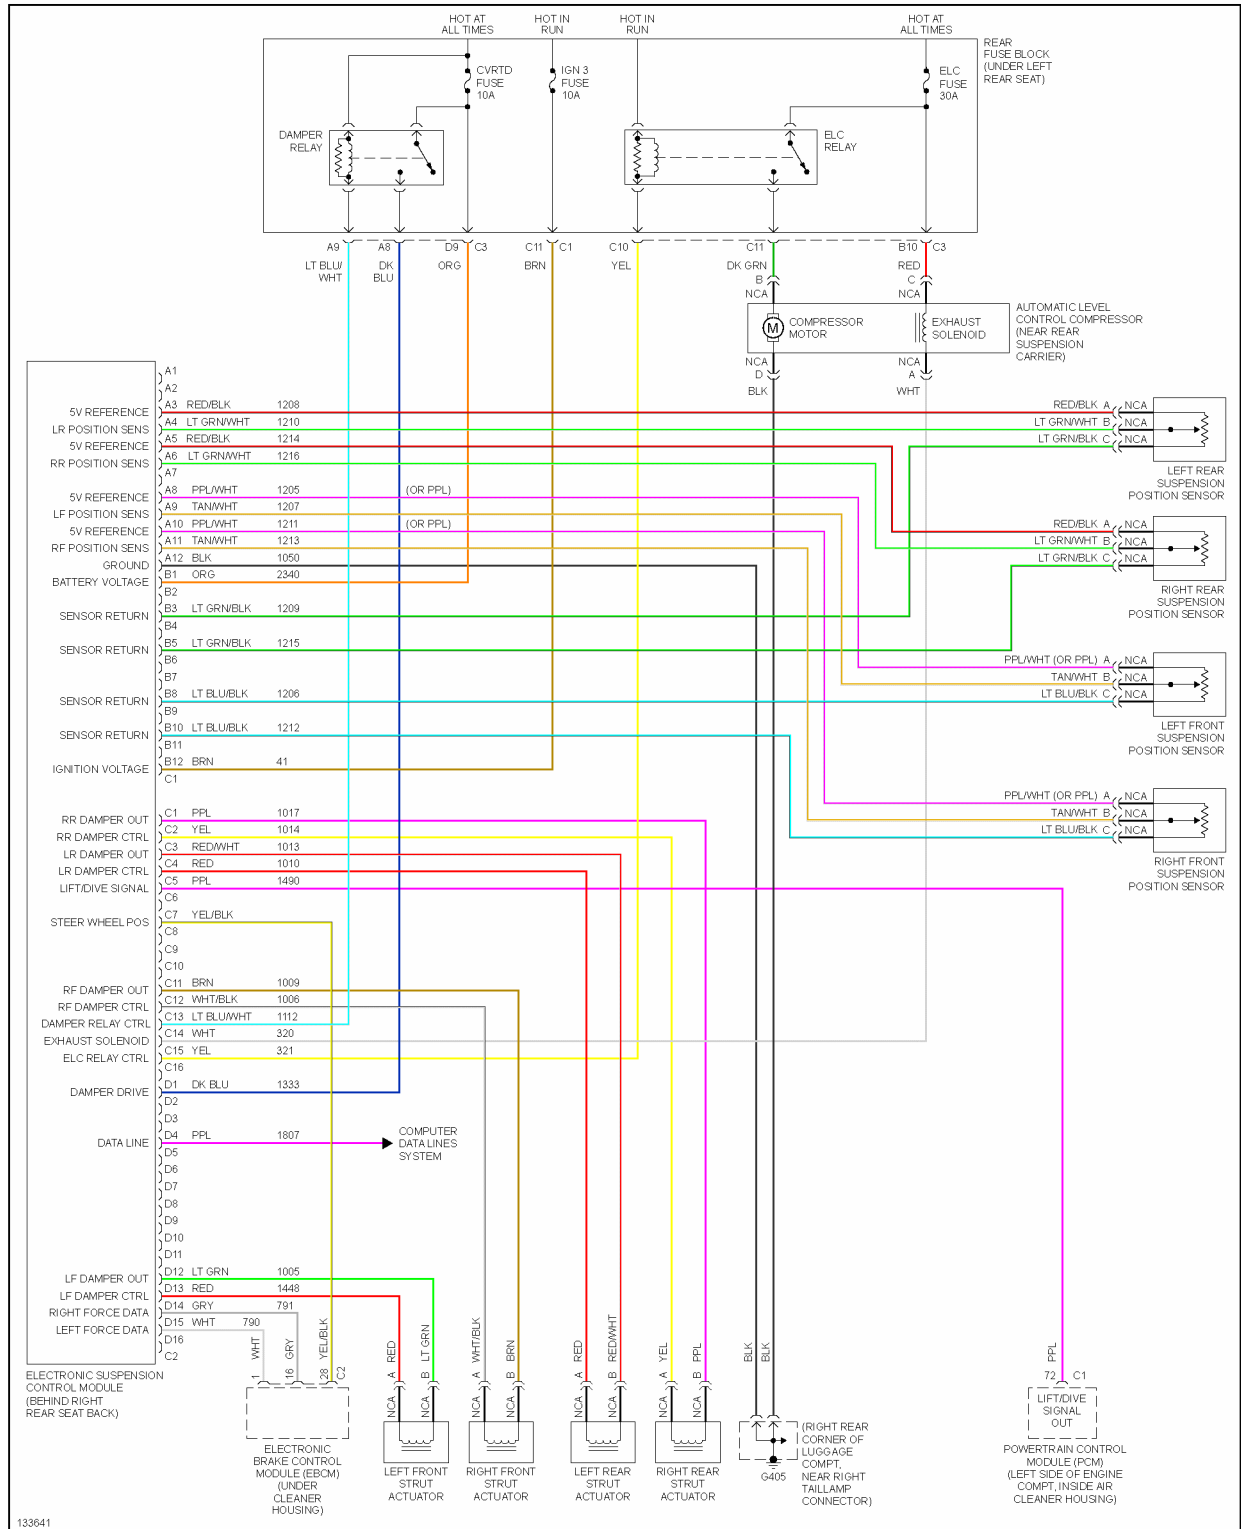 HOT AT
ALL TIMES
HOT IN
RUN
HOT IN
RUN
HOT AT
ALL TIMES
REAR
FUSE BLOCK
(UNDER LEFT
REAR SEAT)
CVRTD
FUSE
10A
IGN 3
FUSE
10A
ELC
FUSE
30A
DAMPER
RELAY
ELC
RELAY
A9
A8
D9
C3
C11
C1
C10
C11
B10
C3
LT BLU/
WHT
DK
BLU
ORG
BRN
YEL
DK GRN
RED
B
C
NCA
NCA
M
COMPRESSOR
MOTOR
EXHAUST
SOLENOID
AUTOMATIC LEVEL
CONTROL COMPRESSOR
(NEAR REAR
SUSPENSION
CARRIER)
NCA
NCA
D
A
BLK
WHT
A1
A2
5V REFERENCE A3 RED/BLK 1208
LR POSITION SENS A4 LT GRN/WHT 1210
5V REFERENCE A5 RED/BLK 1214
RR POSITION SENS A6 LT GRN/WHT 1216
A7
5V REFERENCE A8 PPL/WHT 1205 (OR PPL)
LF POSITION SENS A9 TAN/WHT 1207
5V REFERENCE A10 PPL/WHT 1211 (OR PPL)
RF POSITION SENS A11 TAN/WHT 1213
GROUND A12 BLK 1050
BATTERY VOLTAGE B1 ORG 2340
B2
SENSOR RETURN B3 LT GRN/BLK 1209
B4
SENSOR RETURN B5 LT GRN/BLK 1215
B6
B7
SENSOR RETURN B8 LT BLU/BLK 1206
B9
SENSOR RETURN B10 LT BLU/BLK 1212
B11
IGNITION VOLTAGE B12 BRN 41
C1
RR DAMPER OUT C1 PPL 1017
RR DAMPER CTRL C2 YEL 1014
LR DAMPER OUT C3 RED/WHT 1013
LR DAMPER CTRL C4 RED 1010
LIFT/DIVE SIGNAL C5 PPL 1490
C6
STEER WHEEL POS C7 YEL/BLK
C8
C9
C10
RF DAMPER OUT C11 BRN 1009
RF DAMPER CTRL C12 WHT/BLK 1006
DAMPER RELAY CTRL C13 LT BLU/WHT 1112
EXHAUST SOLENOID C14 WHT 320
ELC RELAY CTRL C15 YEL 321
C16
DAMPER DRIVE D1 DK BLU 1333
D2
D3
DATA LINE D4 PPL 1807
COMPUTER
DATA LINES
SYSTEM
D5
D6
D7
D8
D9
D10
D11
LF DAMPER OUT D12 LT GRN 1005
LF DAMPER CTRL D13 RED 1448
RIGHT FORCE DATA D14 GRY 791
LEFT FORCE DATA D15 WHT 790
D16
C2
ELECTRONIC SUSPENSION
CONTROL MODULE
(BEHIND RIGHT
REAR SEAT BACK)
RED/BLK A NCA
LT GRN/WHT B NCA
LT GRN/BLK C NCA
LEFT REAR
SUSPENSION
POSITION SENSOR
RED/BLK A NCA
LT GRN/WHT B NCA
LT GRN/BLK C NCA
RIGHT REAR
SUSPENSION
POSITION SENSOR
PPL/WHT (OR PPL) A NCA
TAN/WHT B NCA
LT BLU/BLK C NCA
LEFT FRONT
SUSPENSION
POSITION SENSOR
PPL/WHT (OR PPL) A NCA
TAN/WHT B NCA
LT BLU/BLK C NCA
RIGHT FRONT
SUSPENSION
POSITION SENSOR
1 WHT
16 GRY
28 YEL/BLK
C2
ELECTRONIC
BRAKE CONTROL
MODULE (EBCM)
(UNDER
CLEANER
HOUSING)
NCA A RED
NCA B LT GRN
LEFT FRONT
STRUT
ACTUATOR
NCA A WHT/BLK
NCA B BRN
RIGHT FRONT
STRUT
ACTUATOR
NCA A RED
NCA B RED/WHT
LEFT REAR
STRUT
ACTUATOR
NCA A YEL
NCA B PPL
RIGHT REAR
STRUT
ACTUATOR
BLK
BLK
G405
(RIGHT REAR
CORNER OF
LUGGAGE
COMPT,
NEAR RIGHT
TAILLAMP
CONNECTOR)
PPL
72 C1
LIFT/DIVE
SIGNAL
OUT
POWERTRAIN CONTROL
MODULE (PCM)
(LEFT SIDE OF ENGINE
COMPT, INSIDE AIR
CLEANER HOUSING)
133641